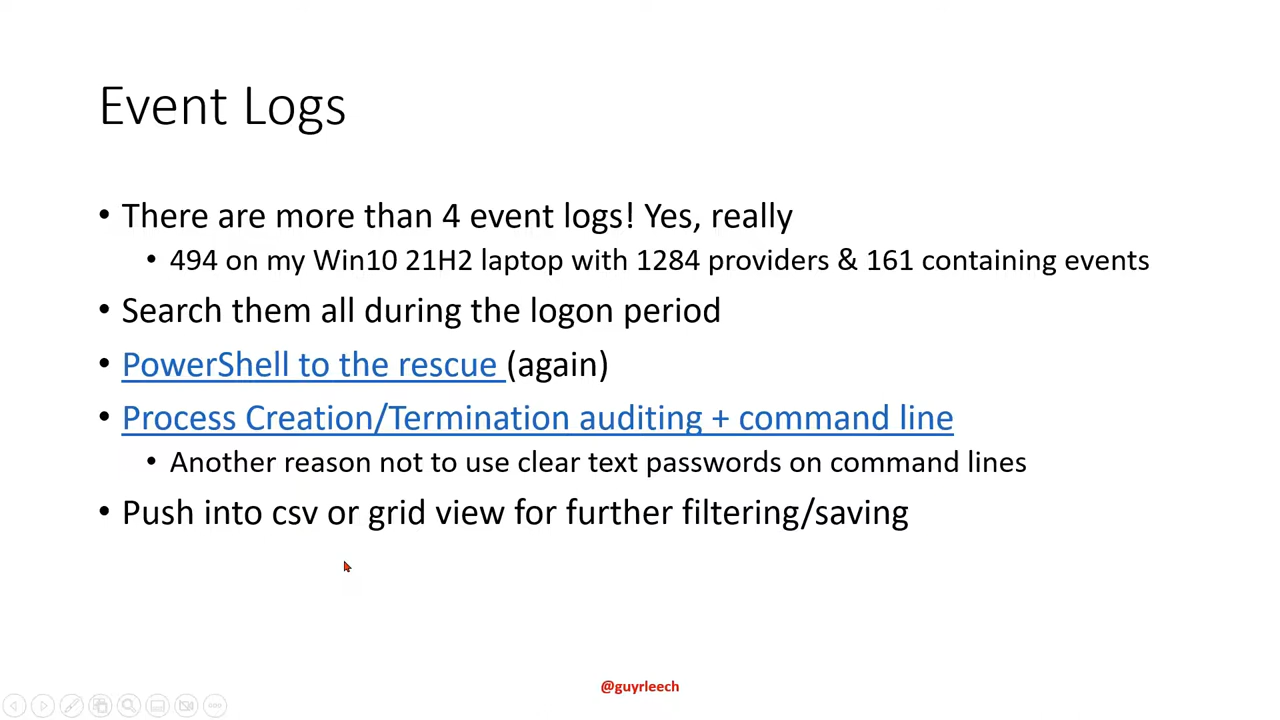 Event Logs
• There are more than 4 event logs! Yes, really
• 494 on my Win10 21H2 laptop with 1284 providers & 161 containing events
• Search them all during the logon period
• PowerShell to the rescue (again)
• Process Creation/Termination auditing + command line
• Another reason not to use clear text passwords on command lines
• Push into csv or grid view for further filtering/saving
@guyrleech